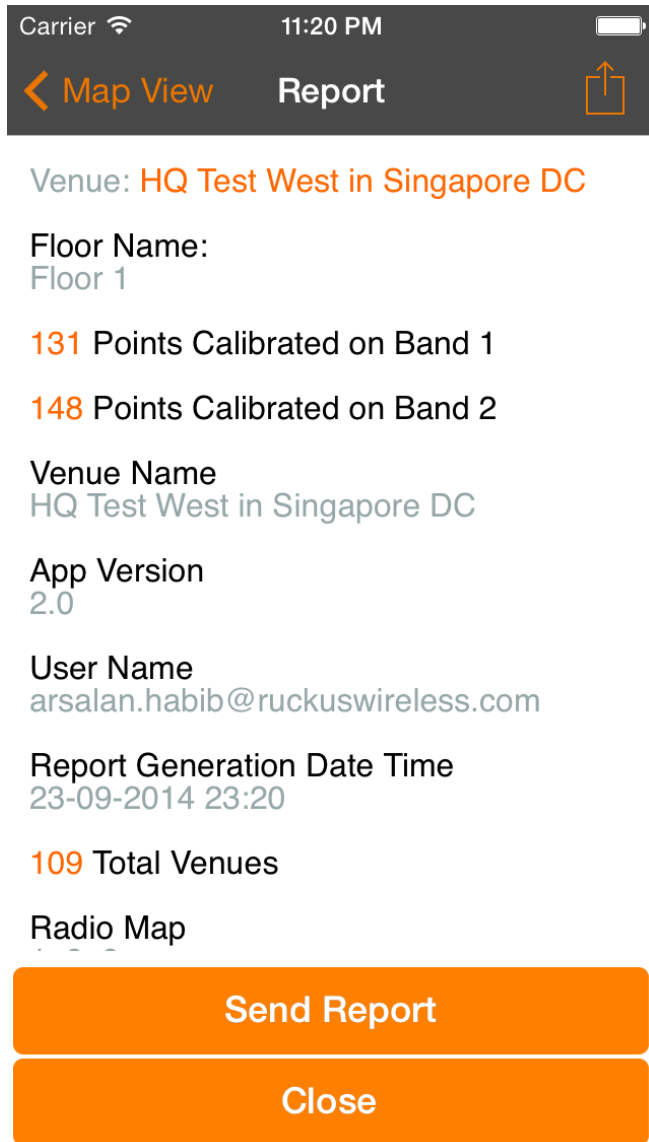 Carrier 11:20 PM
Map View Report
Venue: HQ Test West in Singapore DC
Floor Name:
Floor 1
131 Points Calibrated on Band 1
148 Points Calibrated on Band 2
Venue Name
HQ Test West in Singapore DC
App Version
2.0
User Name
arsalan.habib@ruckuswireless.com
Report Generation Date Time
23-09-2014 23:20
109 Total Venues
Radio Map
Send Report
Close